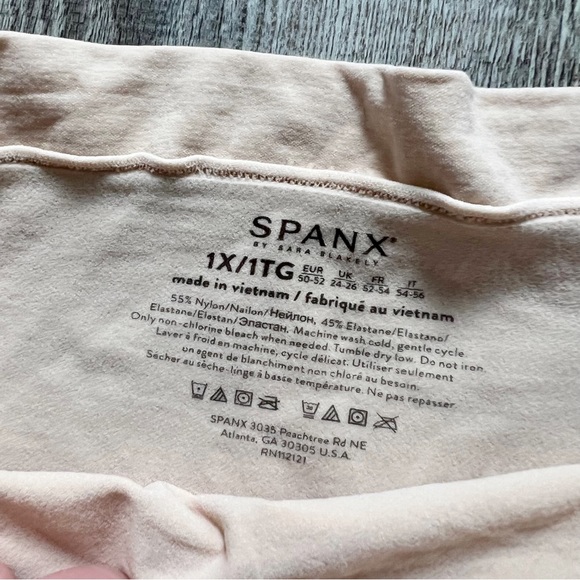 SPANX®
BY SARA BLAKELY
1X/1TG EUR 50-52 UK 24-26 FR 52-54 IT 54-56
made in vietnam / fabriqué au vietnam
55% Nylon/Nailon/Нейлон, 45% Elastane/Elastano/
Elastane/Elestan/Эластан. Machine wash cold, gentle cycle
Only non-chlorine bleach when needed. Tumble dry low. Do not iron
Laver à froid en machine, cycle délicat. Utiliser seulement
un agent de blanchiment non chloré au besoin.
Sécher au sèche-linge à basse température. Ne pas repasser
SPANX 3035 Peachtree Rd NE
Atlanta, GA 30305 U.S.A.
RN112121